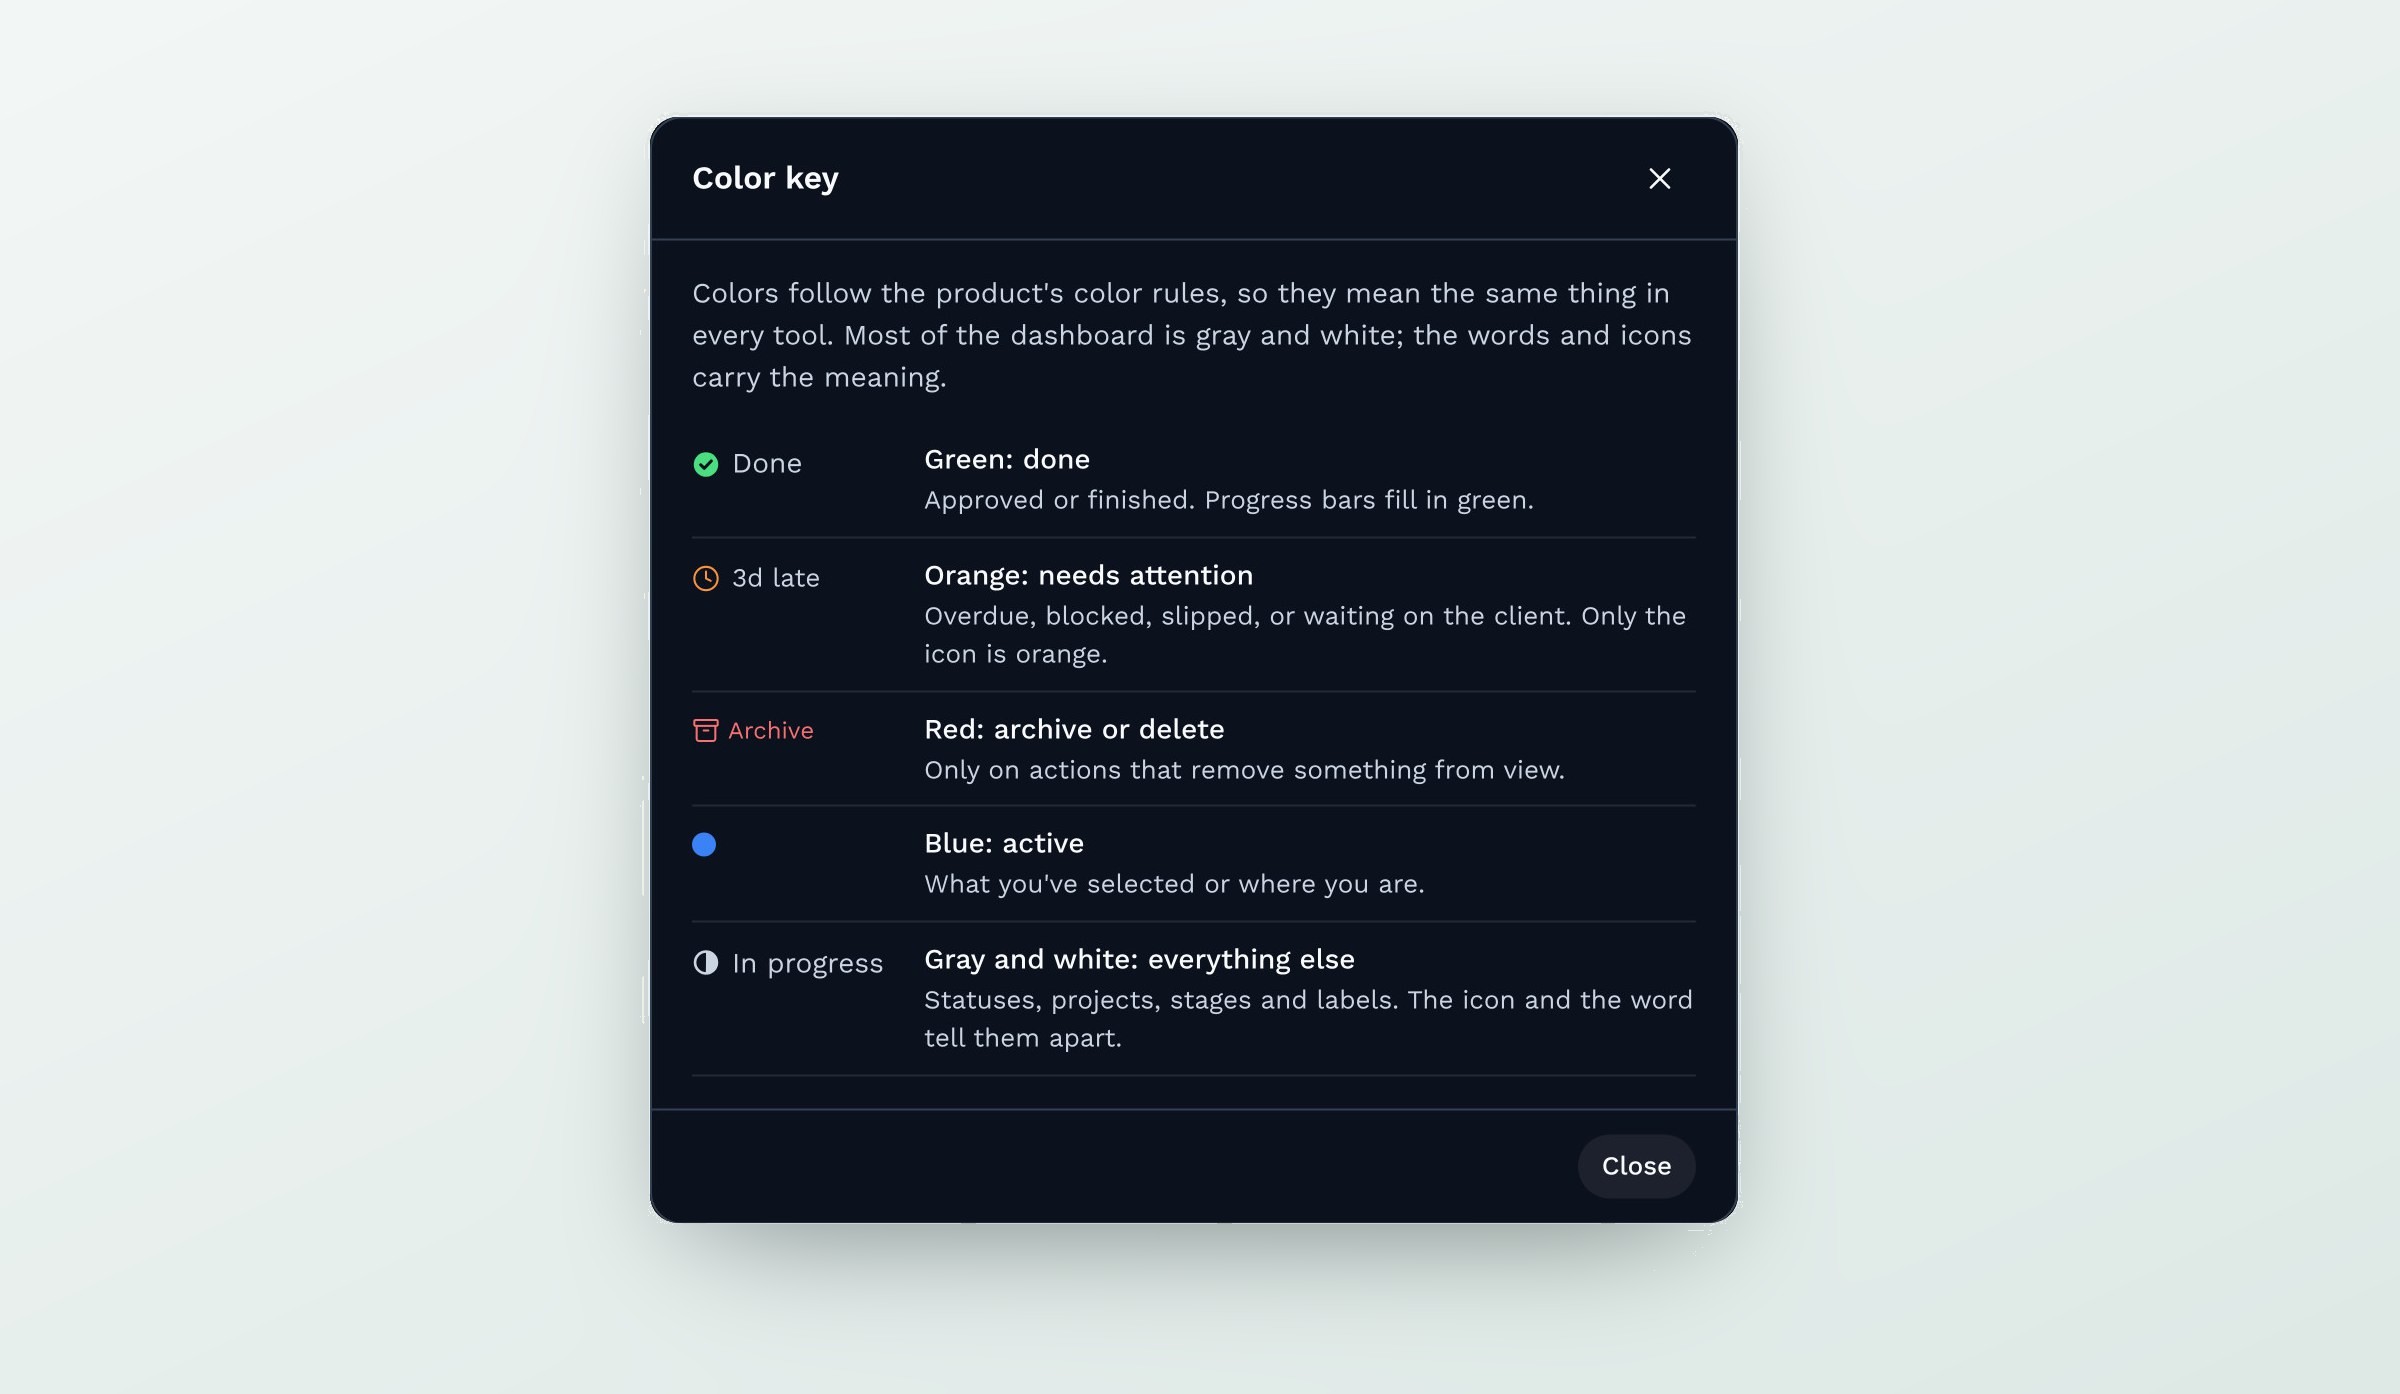 Color key
Colors follow the product's color rules, so they mean the same thing in
every tool. Most of the dashboard is gray and white; the words and icons
carry the meaning.
Done
Green: done
Approved or finished. Progress bars fill in green.
3d late
Orange: needs attention
Overdue, blocked, slipped, or waiting on the client. Only the
icon is orange.
Archive
Red: archive or delete
Only on actions that remove something from view.
Blue: active
What you've selected or where you are.
In progress
Gray and white: everything else
Statuses, projects, stages and labels. The icon and the word
tell them apart.
Close